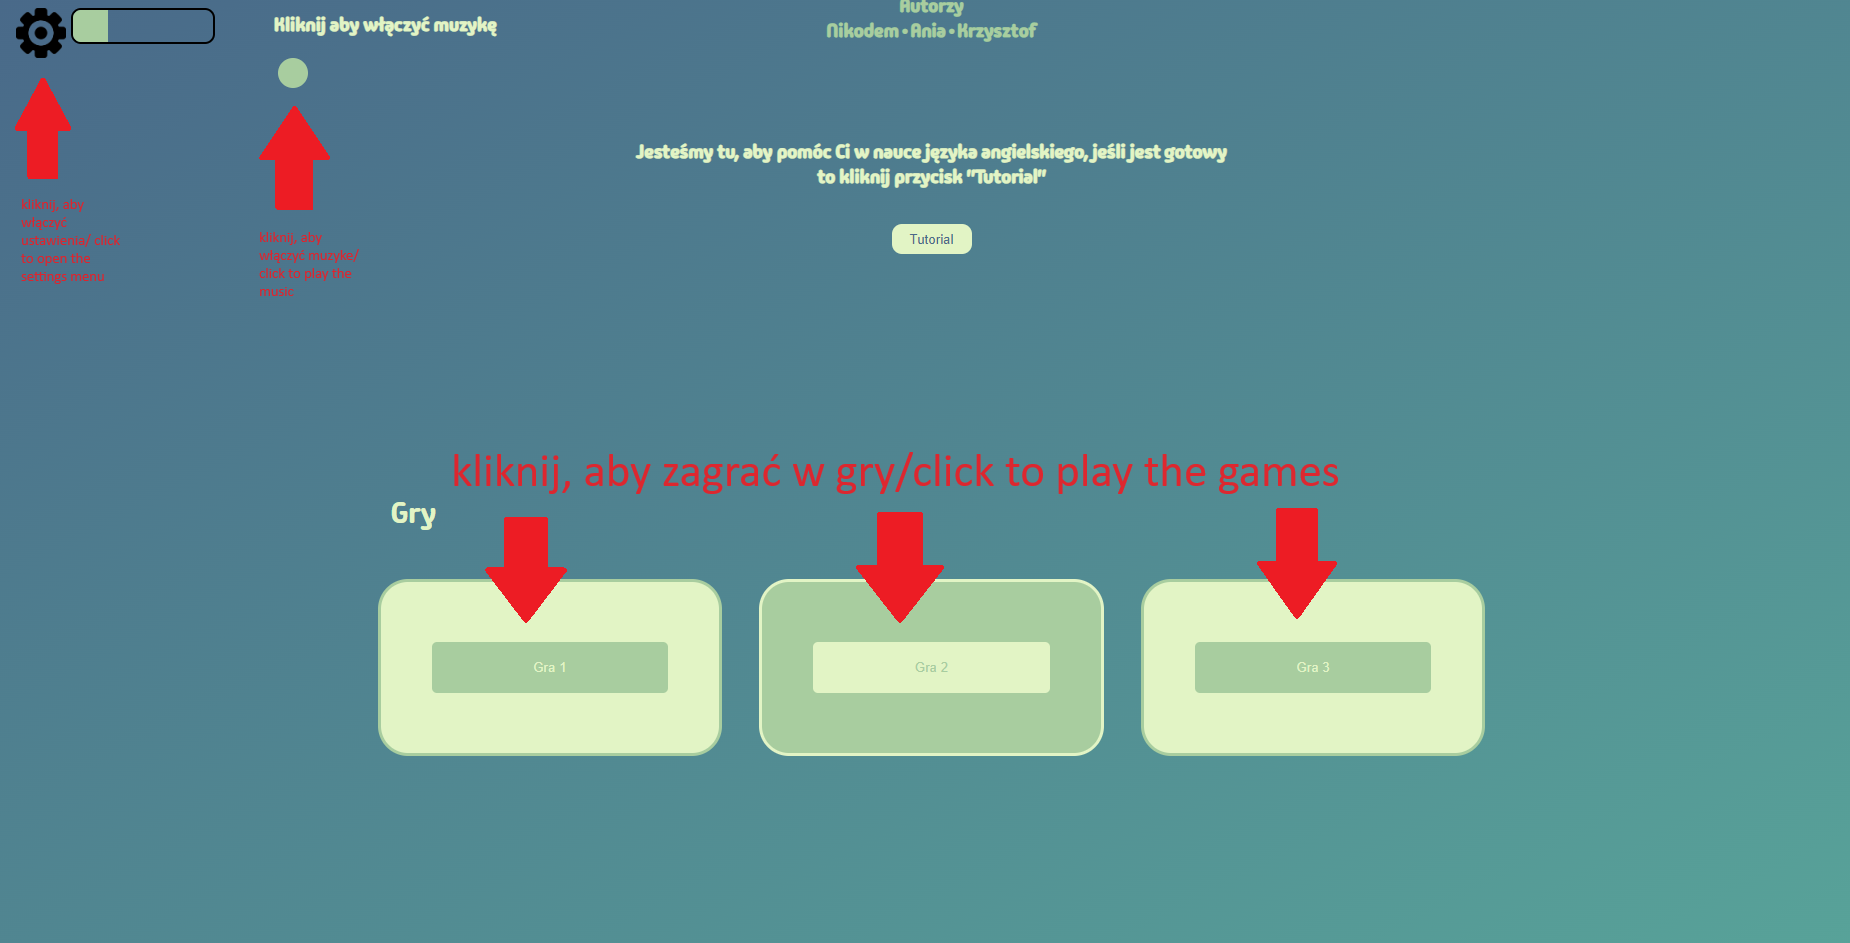 Kliknij aby włączyć muzykę
Autorzy
Nikodem • Ania • Krzysztof
kliknij, aby
włączyć
ustawienia/ click
to open the
settings menu
kliknij, aby
włączyć muzyke/
click to play the
music
Jesteśmy tu, aby pomóc Ci w nauce języka angielskiego, jeśli jest gotowy
to kliknij przycisk "Tutorial"
Tutorial
kliknij, aby zagrać w gry/click to play the games
Gry
Gra 1
Gra 2
Gra 3